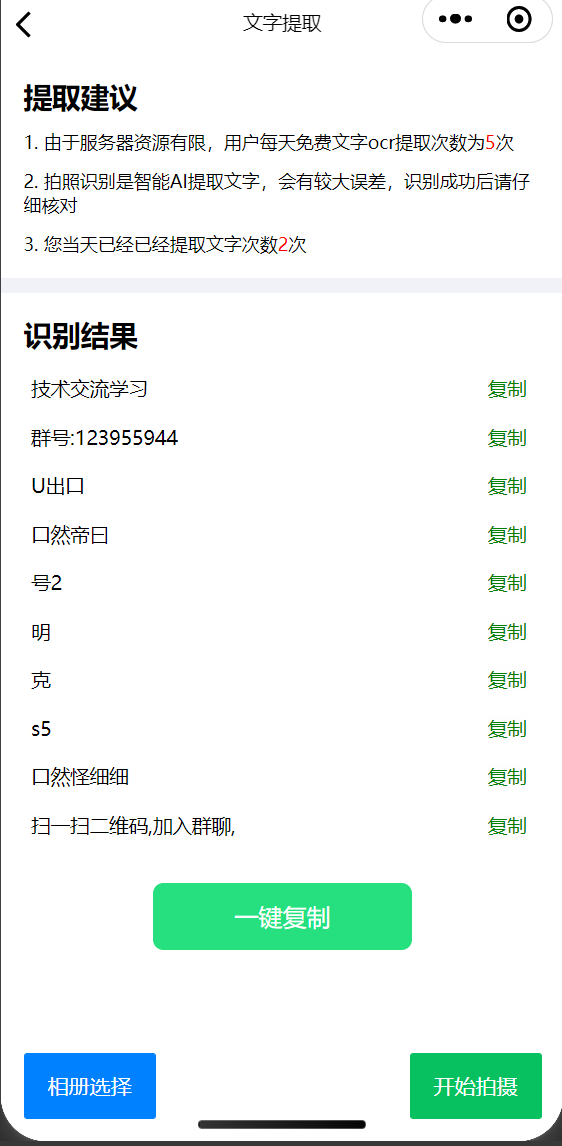 文字提取
提取建议
1. 由于服务器资源有限，用户每天免费文字ocr提取次数为5次
2. 拍照识别是智能AI提取文字，会有较大误差，识别成功后请仔
细核对
3. 您当天已经已经提取文字次数2次
识别结果
技术交流学习 复制
群号:123955944 复制
U出口 复制
口然帝曰 复制
号2 复制
明 复制
克 复制
s5 复制
口然怪细细 复制
扫一扫二维码,加入群聊, 复制
一键复制
相册选择 开始拍摄